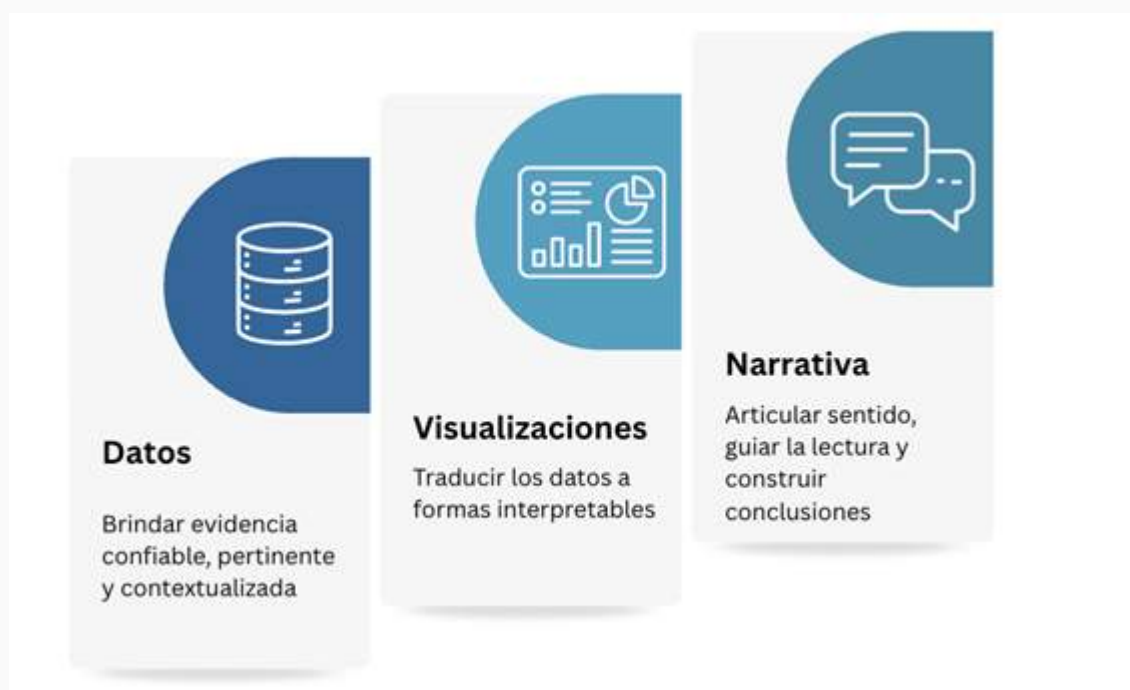 Datos
Brindar evidencia
confiable, pertinente
y contextualizada
Visualizaciones
Traducir los datos a
formas interpretables
Narrativa
Articular sentido,
guiar la lectura y
construir
conclusiones